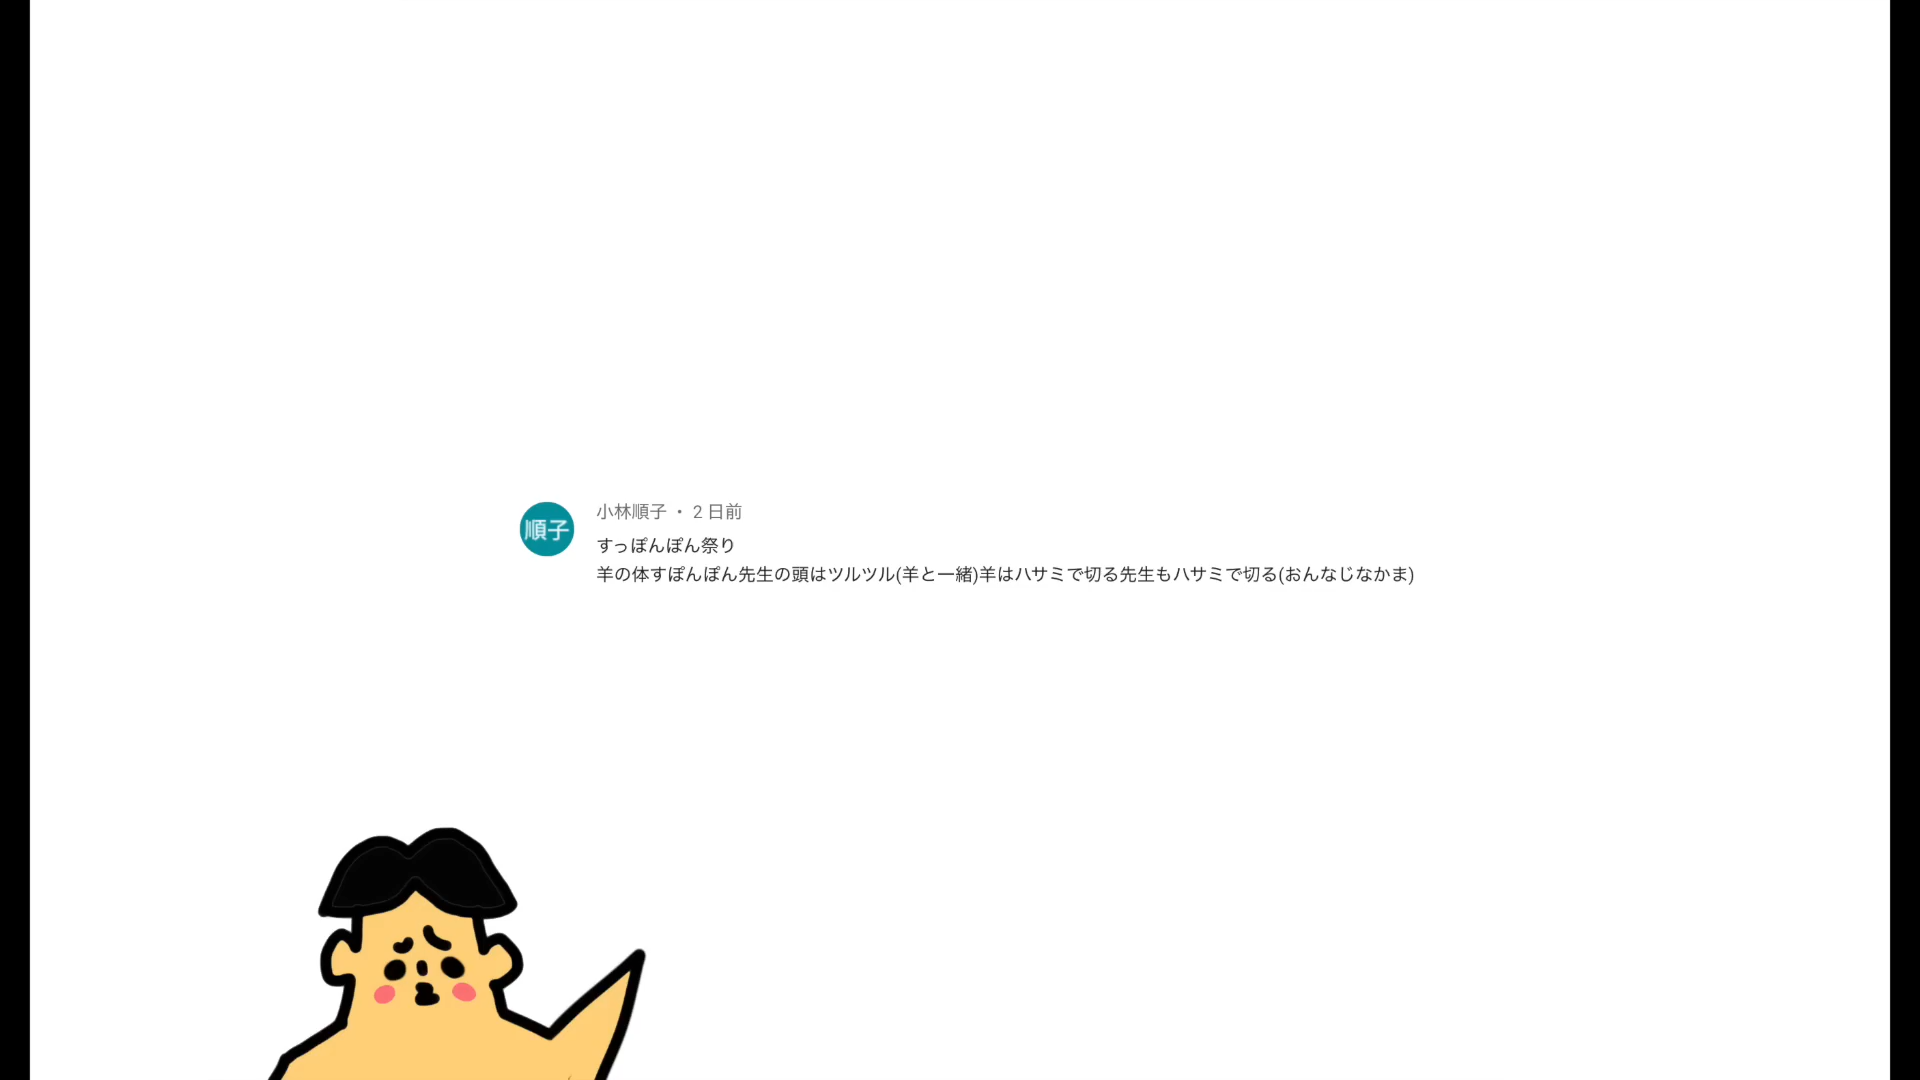 順子
小林順子 ・ 2 日前
すっぽんぽん祭り
羊の体すぽんぽん先生の頭はツルツル(羊と一緒)羊はハサミで切る先生もハサミで切る(おんなじなかま)